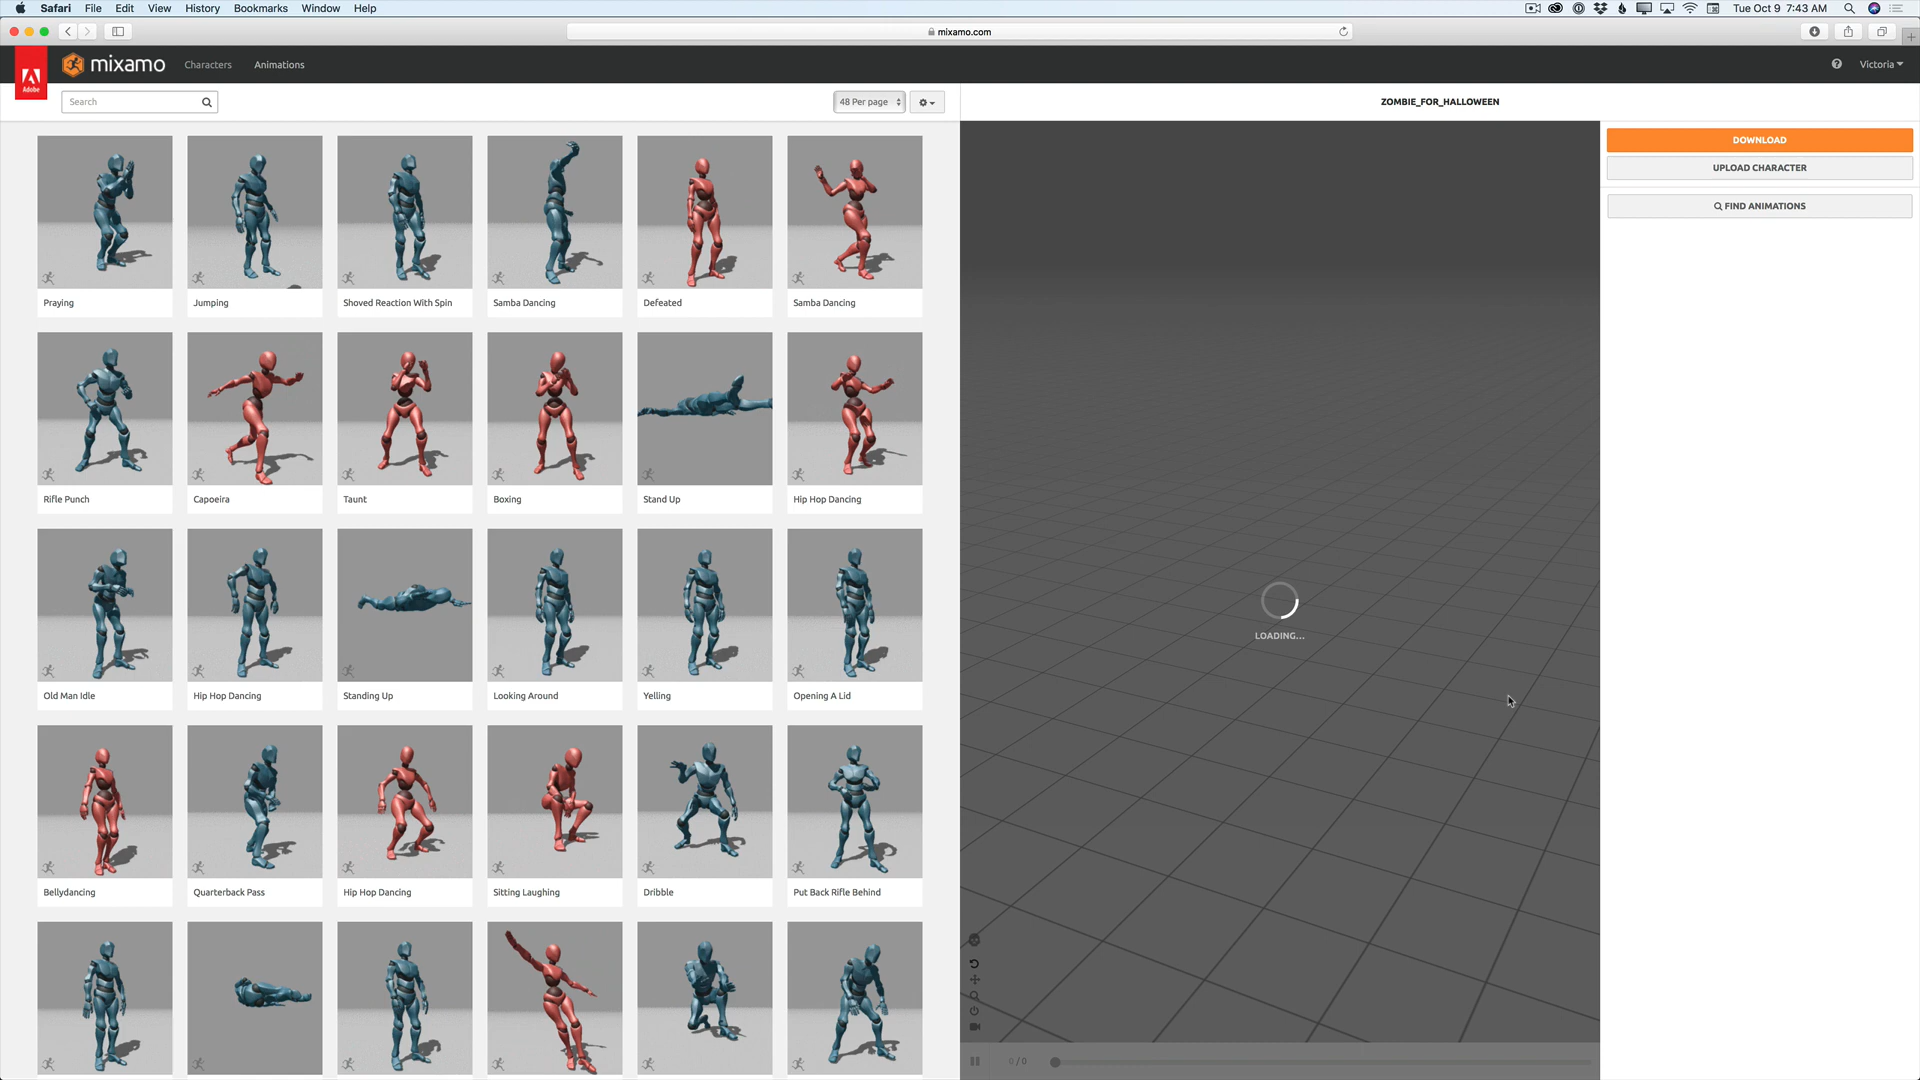 Safari File Edit View History Bookmarks Window Help
Tue Oct 9 7:43 AM
mixamo.com
Adobe
mixamo
Characters
Animations
Victoria
Search
48 Per page
ZOMBIE_FOR_HALLOWEEN
DOWNLOAD
UPLOAD CHARACTER
FIND ANIMATIONS
Praying
Jumping
Shoved Reaction With Spin
Samba Dancing
Defeated
Samba Dancing
Rifle Punch
Capoeira
Taunt
Boxing
Stand Up
Hip Hop Dancing
Old Man Idle
Hip Hop Dancing
Standing Up
Looking Around
Yelling
Opening A Lid
LOADING...
Bellydancing
Quarterback Pass
Hip Hop Dancing
Sitting Laughing
Dribble
Put Back Rifle Behind
0 / 0